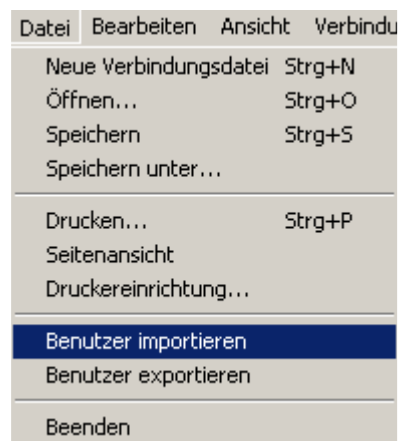 Datei Bearbeiten Ansicht Verbindu
Neue Verbindungsdatei Strg+N
Öffnen... Strg+O
Speichern Strg+S
Speichern unter...
Drucken... Strg+P
Seitenansicht
Druckereinrichtung...
Benutzer importieren
Benutzer exportieren
Beenden